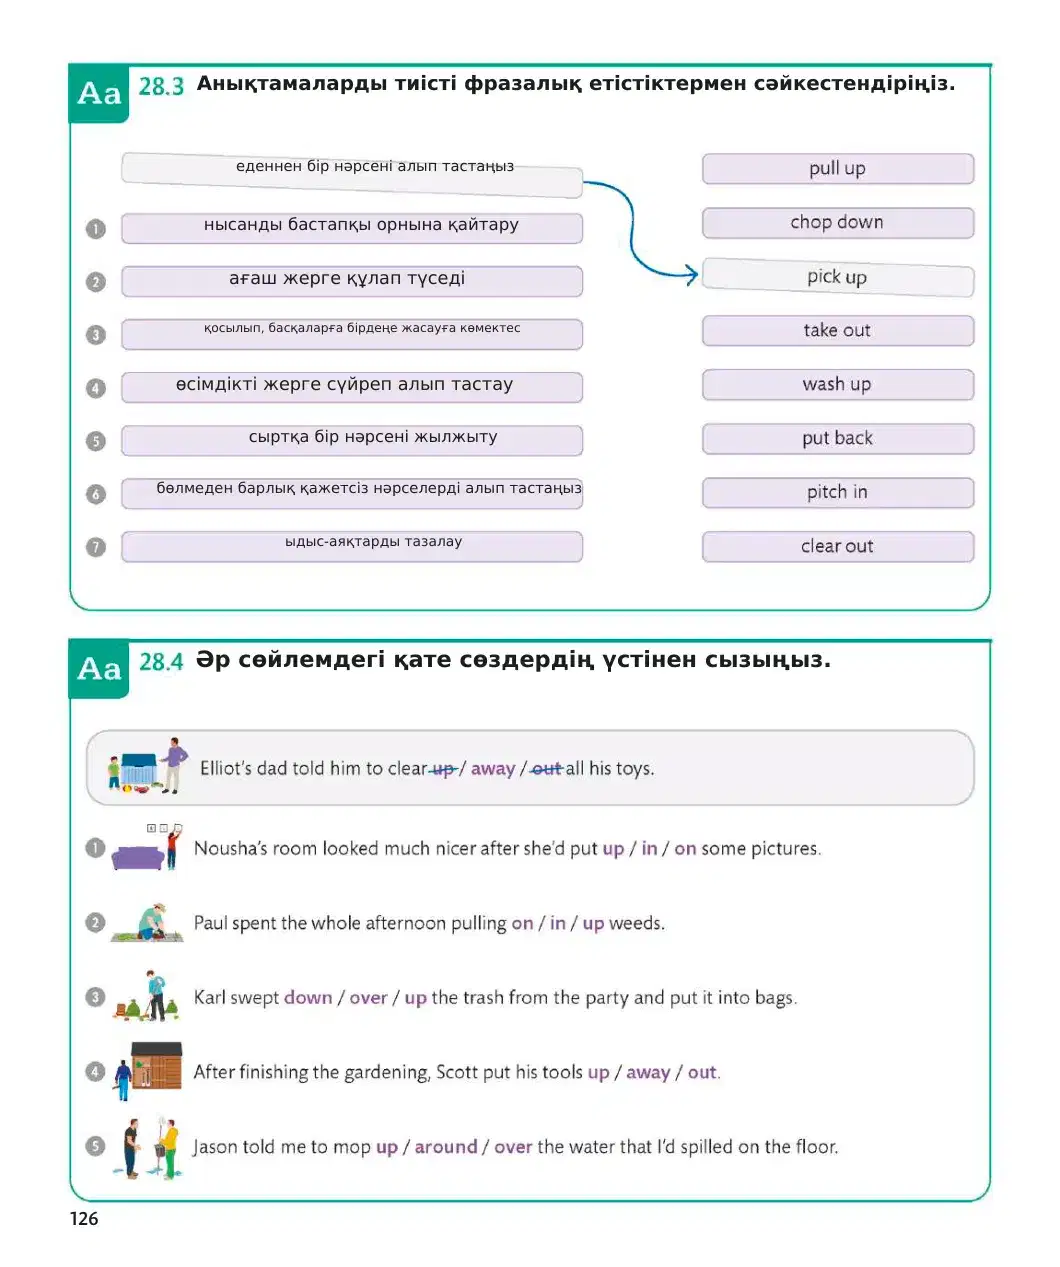 Aa 28.3 Анықтамаларды тиісті фразалық етістіктермен сәйкестендіріңіз.
еденнен бір нәрсені алып тастаңыз
pull up
1 нысанды бастапқы орнына қайтару
chop down
2 ағаш жерге құлап түседі
pick up
3 қосылып, басқаларға бірдеңе жасауға көмектес
take out
4 өсімдікті жерге сүйреп алып тастау
wash up
5 сыртқа бір нәрсені жылжыту
put back
6 бөлмеден барлық қажетсіз нәрселерді алып тастаңыз
pitch in
7 ыдыс-аяқтарды тазалау
clear out
Aa 28.4 Әр сөйлемдегі қате сөздердің үстінен сызыңыз.
Elliot's dad told him to clear up / away / out all his toys.
1 Nousha's room looked much nicer after she'd put up / in / on some pictures.
2 Paul spent the whole afternoon pulling on / in / up weeds.
3 Karl swept down / over / up the trash from the party and put it into bags.
4 After finishing the gardening, Scott put his tools up / away / out.
5 Jason told me to mop up / around / over the water that I'd spilled on the floor.
126